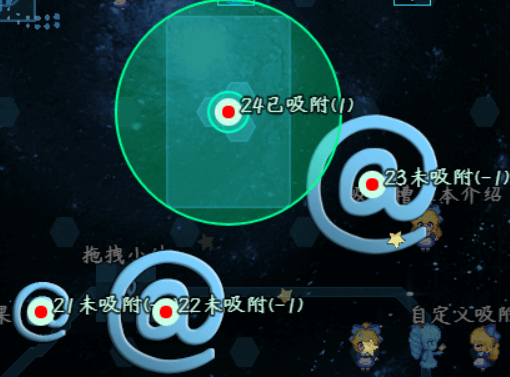 24已吸附(1)
23未吸附(-1)
本介绍
拖拽小
21未吸附(-
22未吸附(-1)
果
自定义吸附
@
@
@